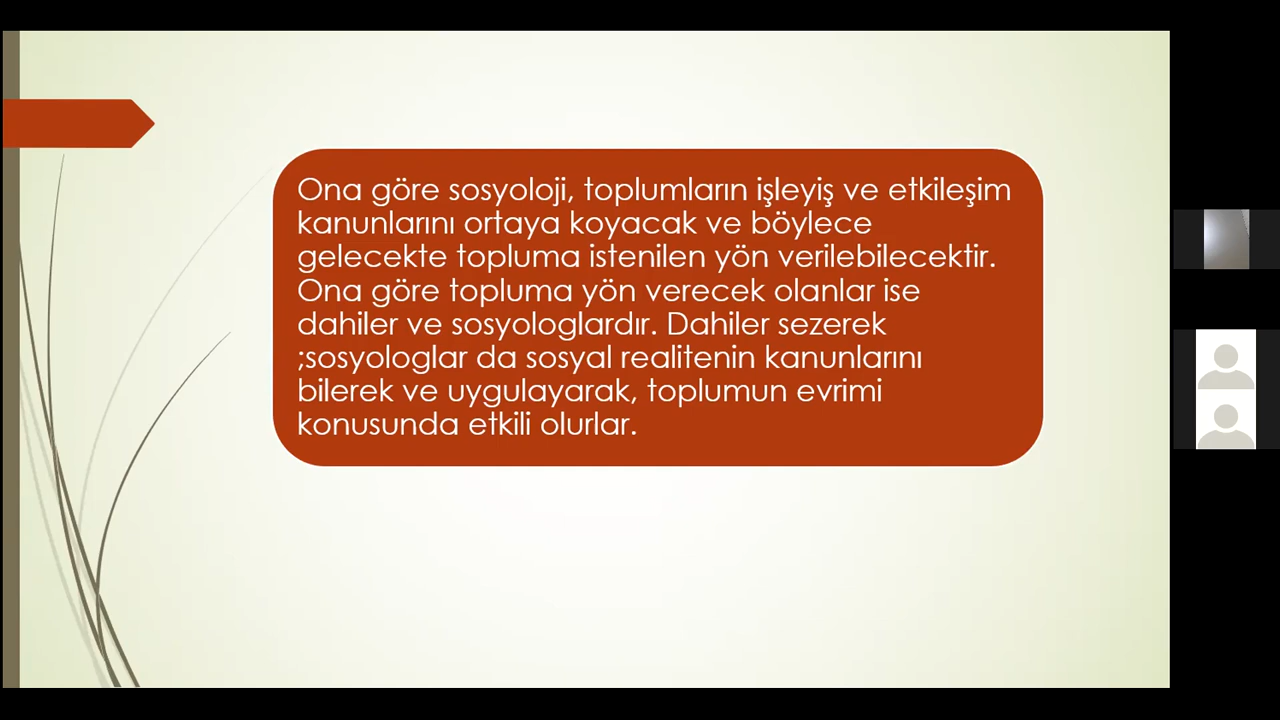 Ona göre sosyoloji, toplumların işleyiş ve etkileşim
kanunlarını ortaya koyacak ve böylece
gelecekte topluma istenilen yön verilebilecektir.
Ona göre topluma yön verecek olanlar ise
dahiler ve sosyologlardır. Dahiler sezerek
;sosyologlar da sosyal realitenin kanunlarını
bilerek ve uygulayarak, toplumun evrimi
konusunda etkili olurlar.